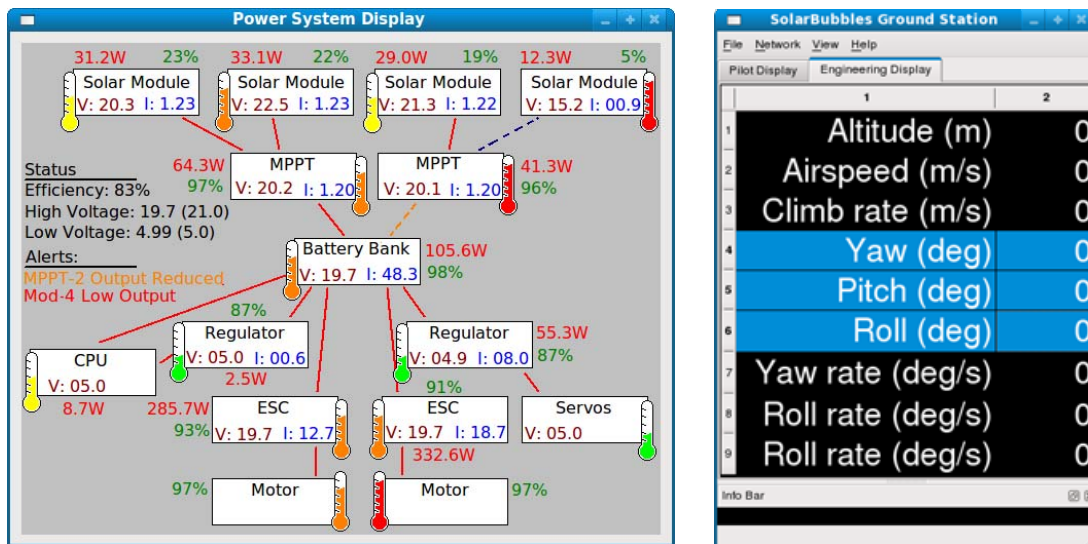 Power System Display
31.2W 23% 33.1W 22% 29.0W 19% 12.3W 5%
Solar Module Solar Module Solar Module Solar Module
V: 20.3 I: 1.23 V: 22.5 I: 1.23 V: 21.3 I: 1.22 V: 15.2 I: 00.9
64.3W MPPT MPPT 41.3W
97% V: 20.2 I: 1.20 V: 20.1 I: 1.20 96%
Status
Efficiency: 83%
High Voltage: 19.7 (21.0)
Low Voltage: 4.99 (5.0)
Alerts:
MPPT-2 Output Reduced
Mod-4 Low Output
Battery Bank 105.6W
V: 19.7 I: 48.3 98%
87%
Regulator Regulator 55.3W
V: 05.0 I: 00.6 V: 04.9 I: 08.0 87%
2.5W
CPU
V: 05.0
8.7W
91%
285.7W ESC ESC Servos
93% V: 19.7 I: 12.7 V: 19.7 I: 18.7 V: 05.0
332.6W
97% Motor Motor 97%
SolarBubbles Ground Station
File Network View Help
Pilot Display Engineering Display
1 2
1 Altitude (m) 0
2 Airspeed (m/s) 0
3 Climb rate (m/s) 0
4 Yaw (deg) 0
5 Pitch (deg) 0
6 Roll (deg) 0
7 Yaw rate (deg/s) 0
8 Roll rate (deg/s) 0
9 Roll rate (deg/s) 0
Info Bar